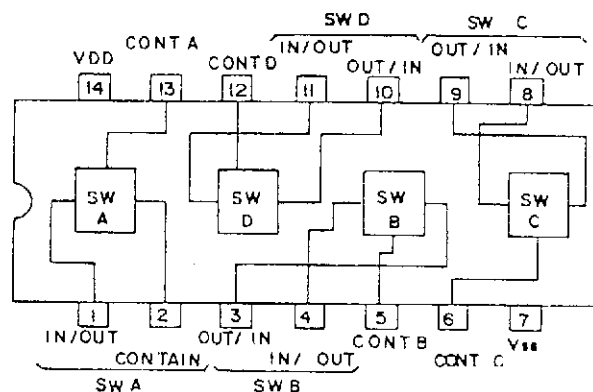 SW D
SW C
CONT A
IN/OUT
OUT/IN
VDD
CONT D
OUT/IN
IN/OUT
14
13
12
11
10
9
8
SW A
SW D
SW B
SW C
1
2
3
4
5
6
7
IN/OUT
OUT/IN
CONT B
Vss
CONTAIN
IN/OUT
CONT C
SW A
SW B